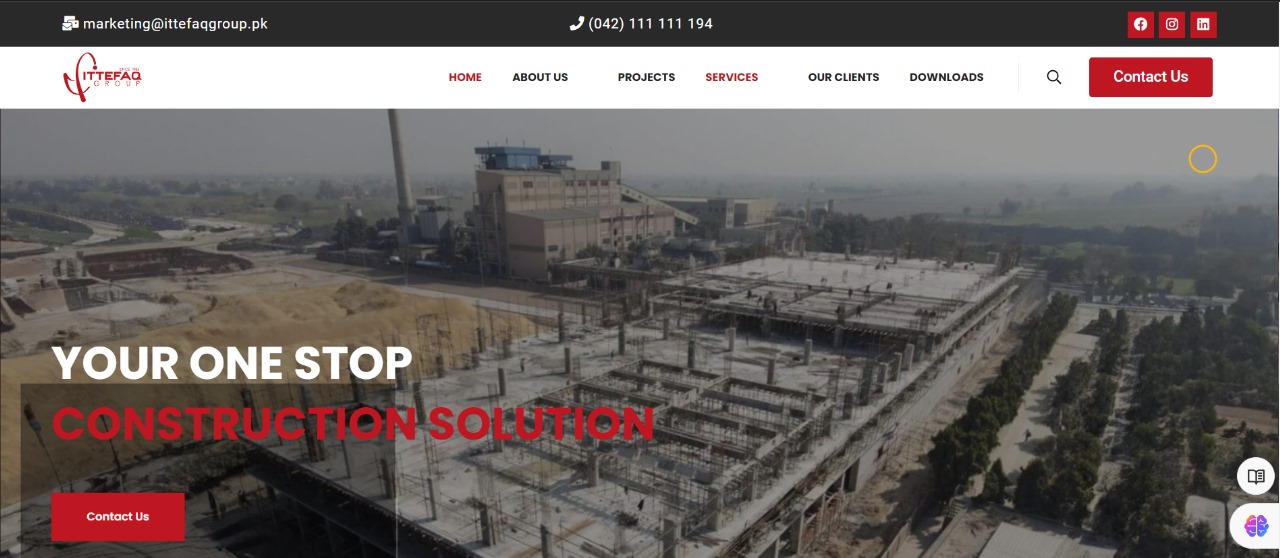 marketing@ittefaqgroup.pk
(042) 111 111 194
ITTEFAQ
GROUP
HOME
ABOUT US
PROJECTS
SERVICES
OUR CLIENTS
DOWNLOADS
Contact Us
YOUR ONE STOP
CONSTRUCTION SOLUTION
Contact Us